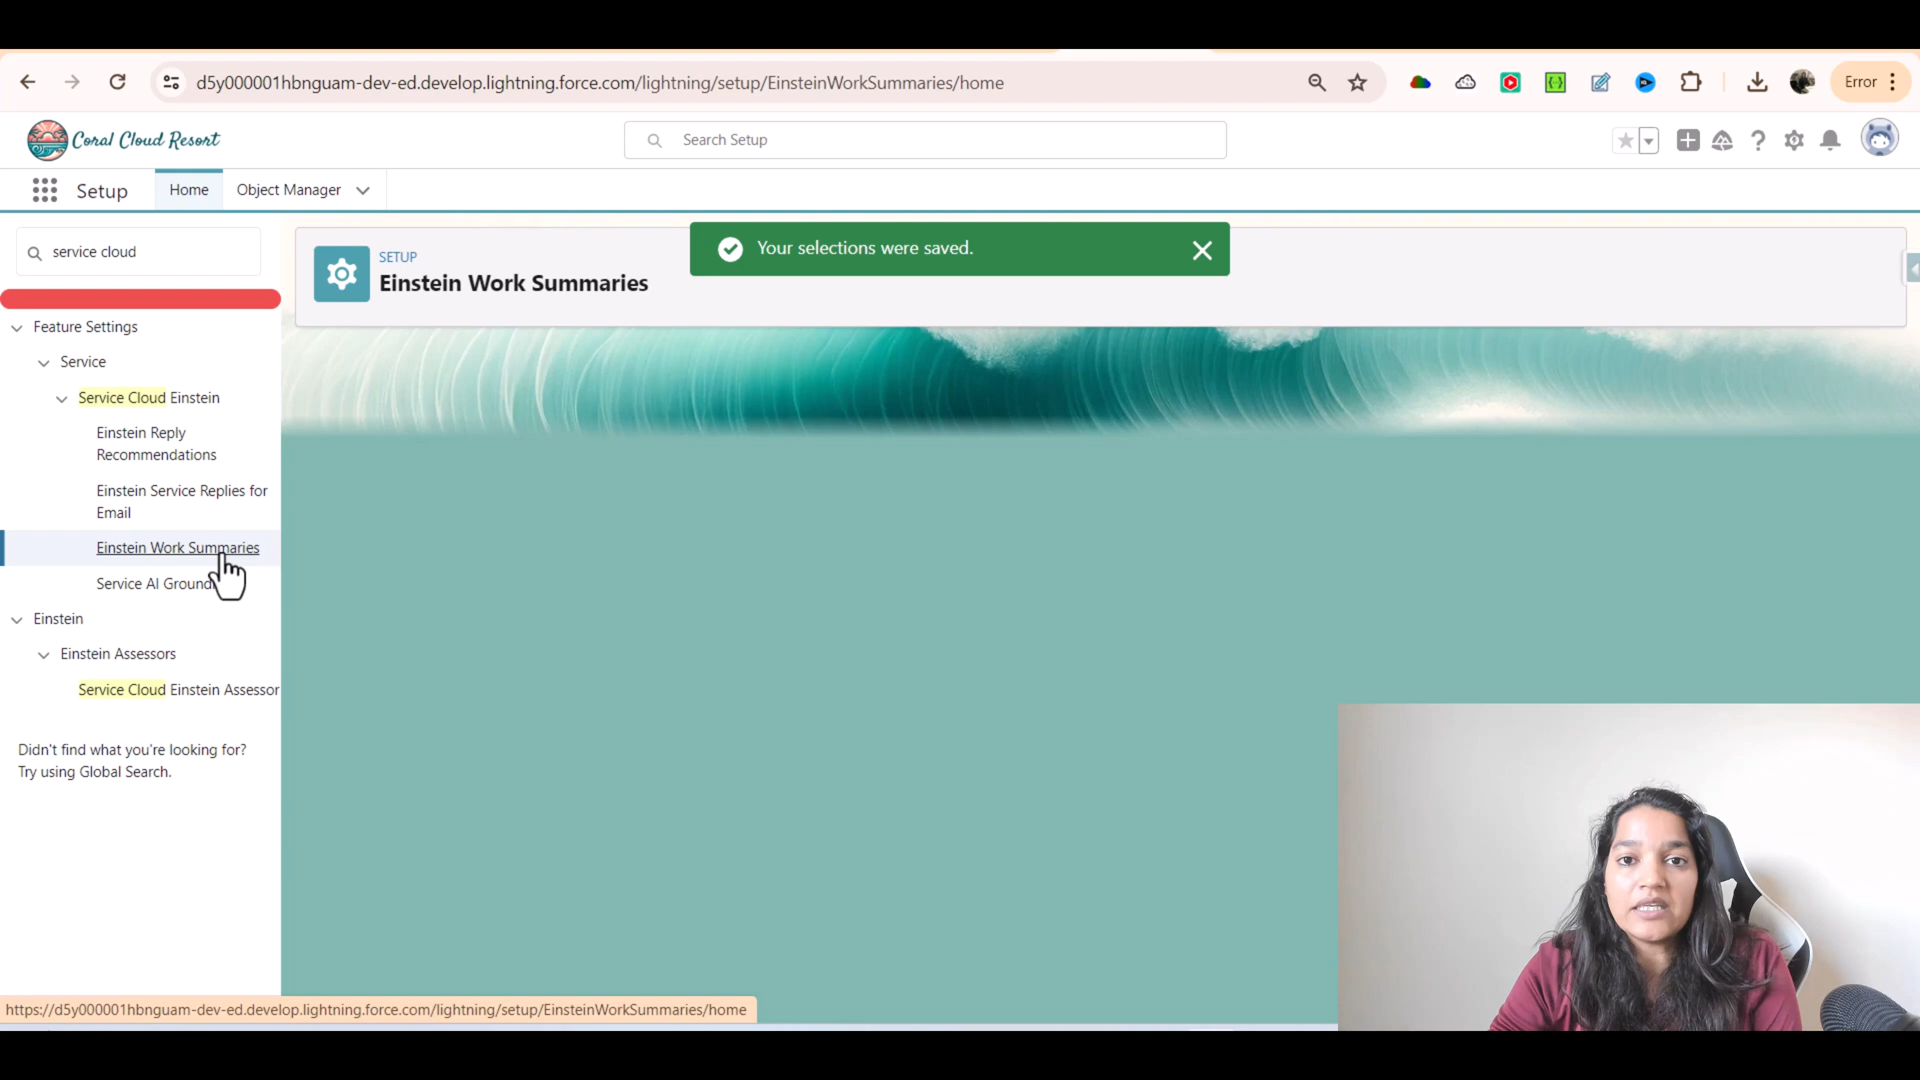 d5y000001hbnguam-dev-ed.develop.lightning.force.com/lightning/setup/EinsteinWorkSummaries/home
Error
Coral Cloud Resort
Search Setup
Setup
Home
Object Manager
service cloud
SETUP
Einstein Work Summaries
Your selections were saved.
Feature Settings
Service
Service Cloud Einstein
Einstein Reply
Recommendations
Einstein Service Replies for
Email
Einstein Work Summaries
Service AI Ground
Einstein
Einstein Assessors
Service Cloud Einstein Assessor
Didn't find what you're looking for?
Try using Global Search.
https://d5y000001hbnguam-dev-ed.develop.lightning.force.com/lightning/setup/EinsteinWorkSummaries/home